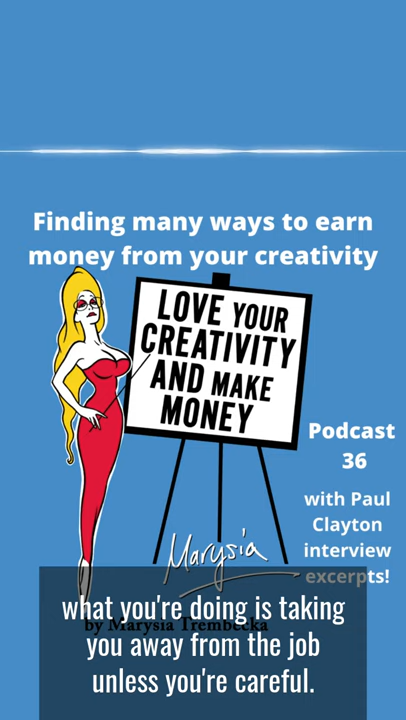 Finding many ways to earn
money from your creativity
LOVE YOUR
CREATIVITY
AND MAKE
MONEY
Podcast
36
with Paul
Clayton
interview
excerpts!
Marysia
by Marysia Trembecka
what you're doing is taking
you away from the job
unless you're careful.